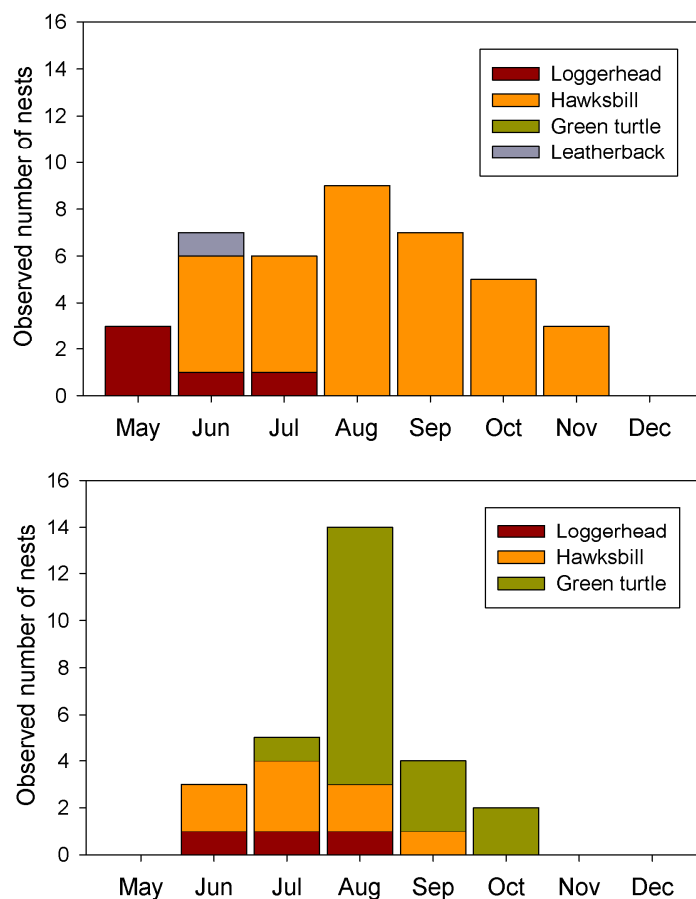 Observed number of nests
16
14
12
10
8
6
4
2
0
Loggerhead
Hawksbill
Green turtle
Leatherback
May Jun Jul Aug Sep Oct Nov Dec
Observed number of nests
16
14
12
10
8
6
4
2
0
Loggerhead
Hawksbill
Green turtle
May Jun Jul Aug Sep Oct Nov Dec